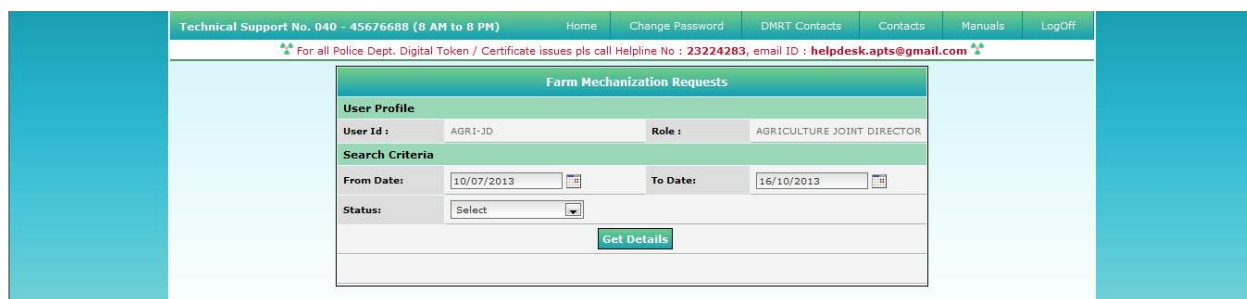 Technical Support No. 040 - 45676688 (8 AM to 8 PM) Home Change Password DMRT Contacts Contacts Manuals LogOff
For all Police Dept. Digital Token / Certificate issues pls call Helpline No : 23224283, email ID : helpdesk.apts@gmail.com
Farm Mechanization Requests
User Profile
User Id : AGRI-JD Role : AGRICULTURE JOINT DIRECTOR
Search Criteria
From Date: 10/07/2013 To Date: 16/10/2013
Status: Select
Get Details